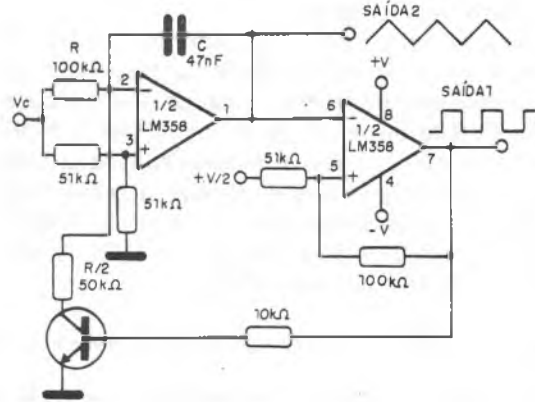 SAÍDA2
R
100kΩ
C
47nF
+V
SAÍDA1
Vc
2
1/2
LM358
1
3
+
51kΩ
51kΩ
6
8
1/2
LM358
7
5
+
4
51kΩ
+V/2
-V
100kΩ
R/2
50kΩ
10kΩ